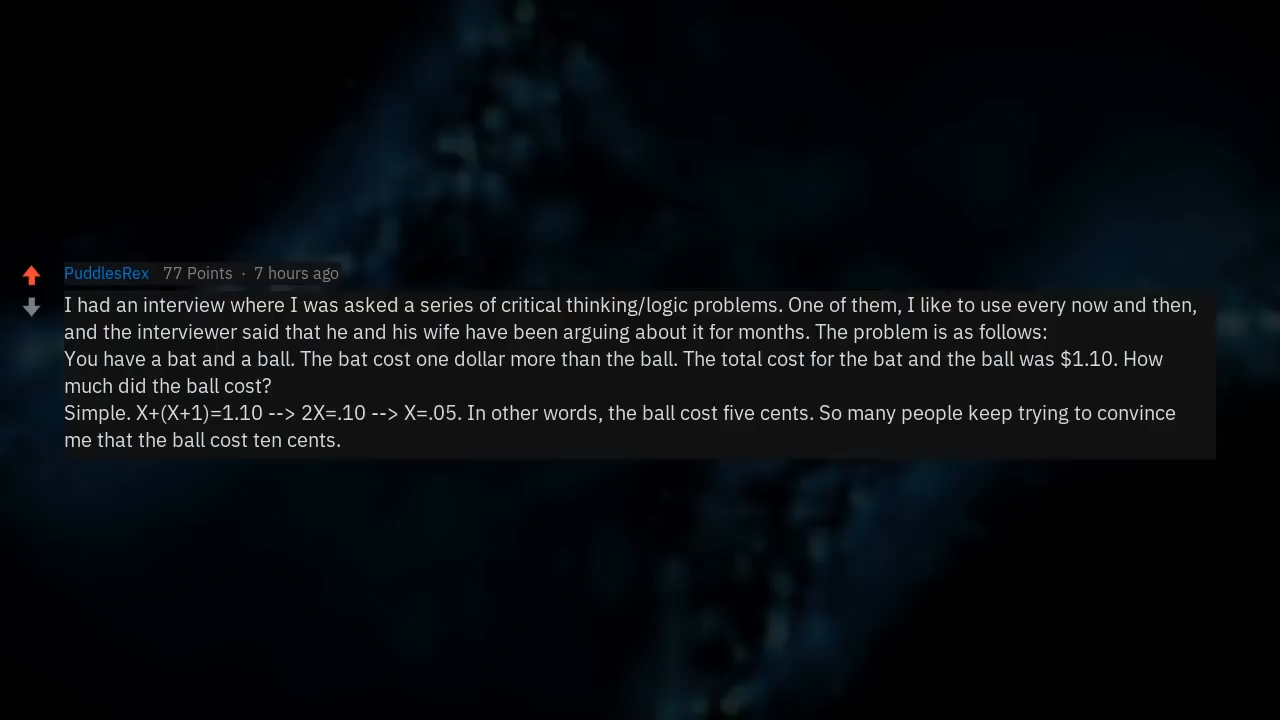 PuddlesRex 77 Points · 7 hours ago
I had an interview where I was asked a series of critical thinking/logic problems. One of them, I like to use every now and then,
and the interviewer said that he and his wife have been arguing about it for months. The problem is as follows:
You have a bat and a ball. The bat cost one dollar more than the ball. The total cost for the bat and the ball was $1.10. How
much did the ball cost?
Simple. X+(X+1)=1.10 --> 2X=.10 --> X=.05. In other words, the ball cost five cents. So many people keep trying to convince
me that the ball cost ten cents.